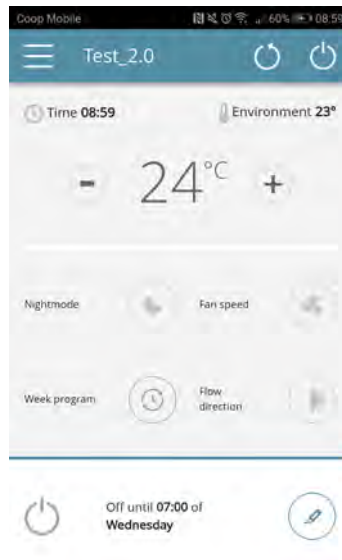 Coop Mobile 60% 08:59
Test_2.0
Time 08:59 Environment 23°
- 24°C +
Nightmode Fan speed
Week program Flow
direction
Off until 07:00 of
Wednesday